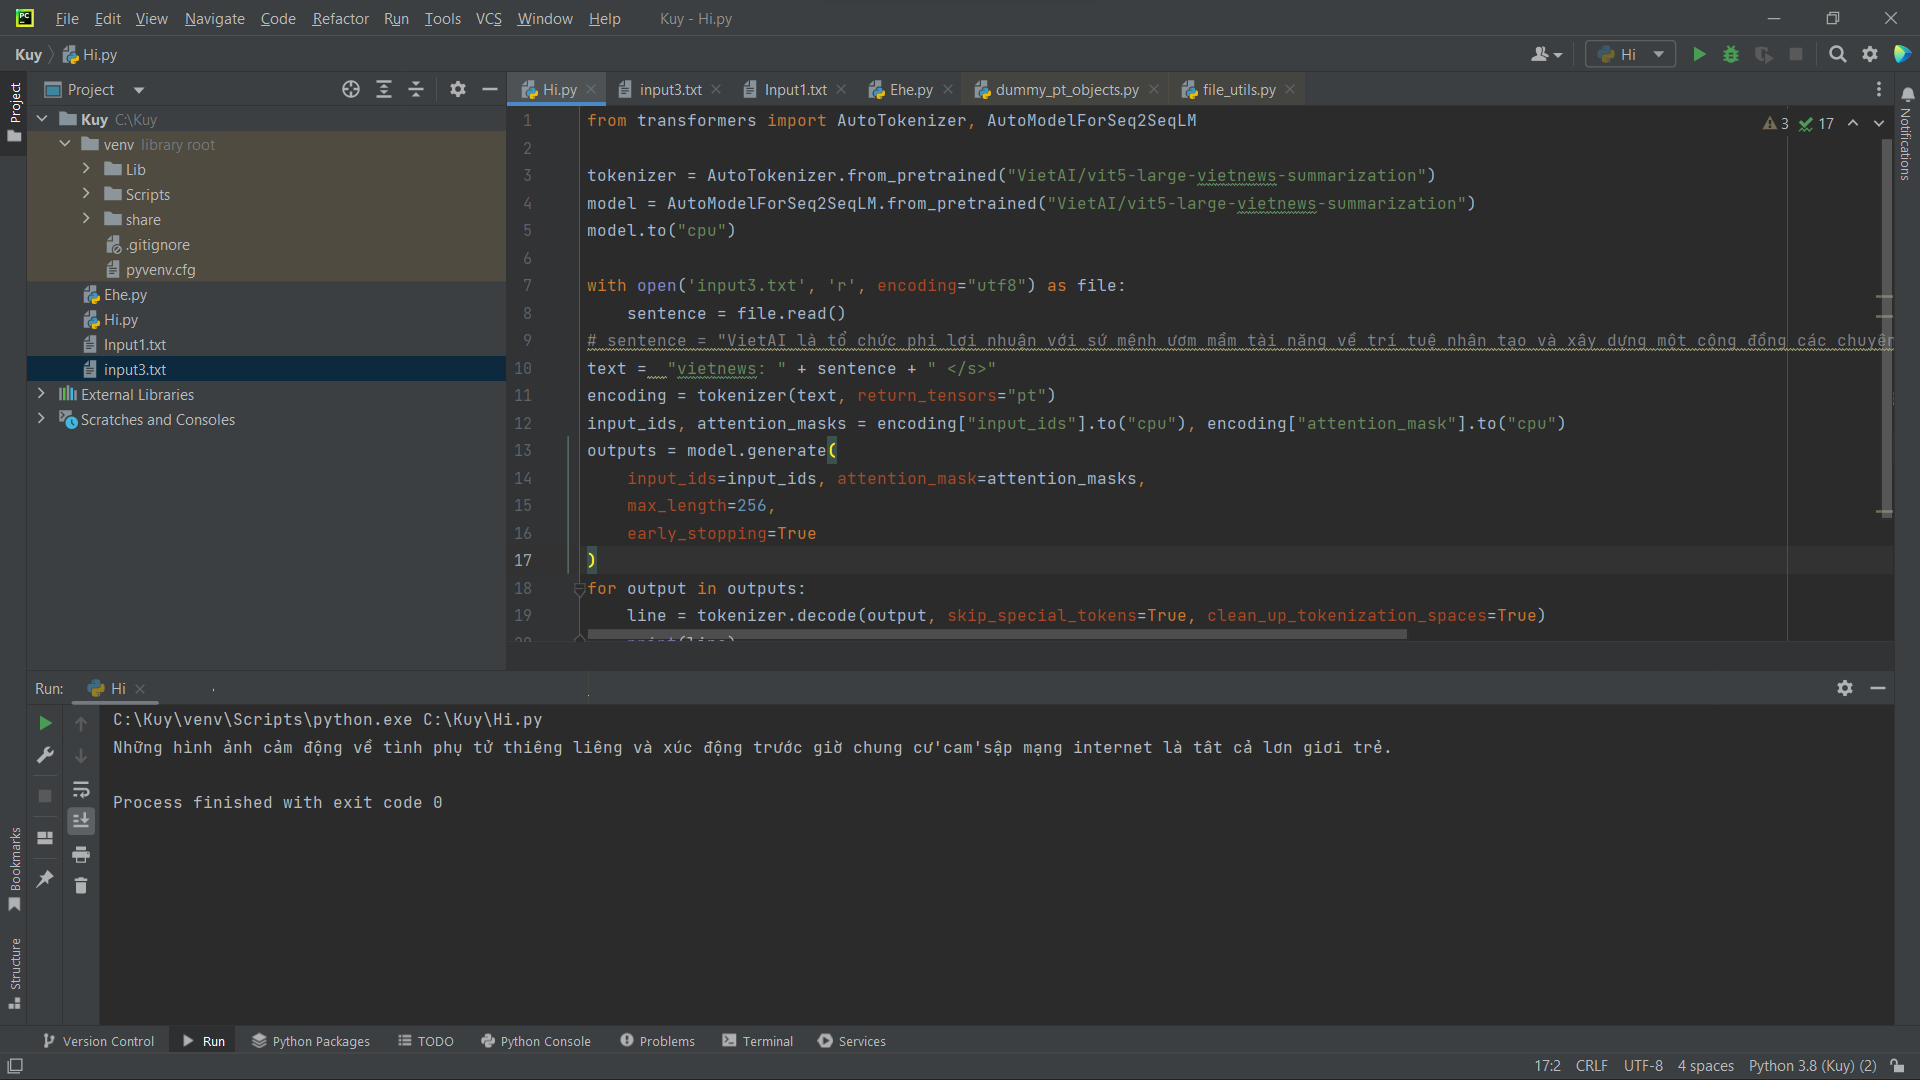 File Edit View Navigate Code Refactor Run Tools VCS Window Help Kuy - Hi.py
Kuy Hi.py Hi
Project
Project
Kuy C:\Kuy
venv library root
Lib
Scripts
share
.gitignore
pyvenv.cfg
Ehe.py
Hi.py
Input1.txt
input3.txt
External Libraries
Scratches and Consoles
Hi.py input3.txt Input1.txt Ehe.py dummy_pt_objects.py file_utils.py
Notifications
3 17
1 from transformers import AutoTokenizer, AutoModelForSeq2SeqLM
2
3 tokenizer = AutoTokenizer.from_pretrained("VietAI/vit5-large-vietnews-summarization")
4 model = AutoModelForSeq2SeqLM.from_pretrained("VietAI/vit5-large-vietnews-summarization")
5 model.to("cpu")
6
7 with open('input3.txt', 'r', encoding="utf8") as file:
8 sentence = file.read()
9 # sentence = "VietAI là tổ chức phi lợi nhuận với sứ mệnh ươm mầm tài năng về trí tuệ nhân tạo và xây dựng một cộng đồng các chuyên
10 text =  "vietnews: " + sentence + " </s>"
11 encoding = tokenizer(text, return_tensors="pt")
12 input_ids, attention_masks = encoding["input_ids"].to("cpu"), encoding["attention_mask"].to("cpu")
13 outputs = model.generate(
14 input_ids=input_ids, attention_mask=attention_masks,
15 max_length=256,
16 early_stopping=True
17 )
18 for output in outputs:
19 line = tokenizer.decode(output, skip_special_tokens=True, clean_up_tokenization_spaces=True)
20 print(line)
Run: Hi
C:\Kuy\venv\Scripts\python.exe C:\Kuy\Hi.py
Những hình ảnh cảm động về tình phụ tử thiêng liêng và xúc động trước giờ chung cư'cam'sập mạng internet là tất cả lơn giơi trẻ.
Process finished with exit code 0
Bookmarks
Structure
Version Control Run Python Packages TODO Python Console Problems Terminal Services
17:2 CRLF UTF-8 4 spaces Python 3.8 (Kuy) (2)